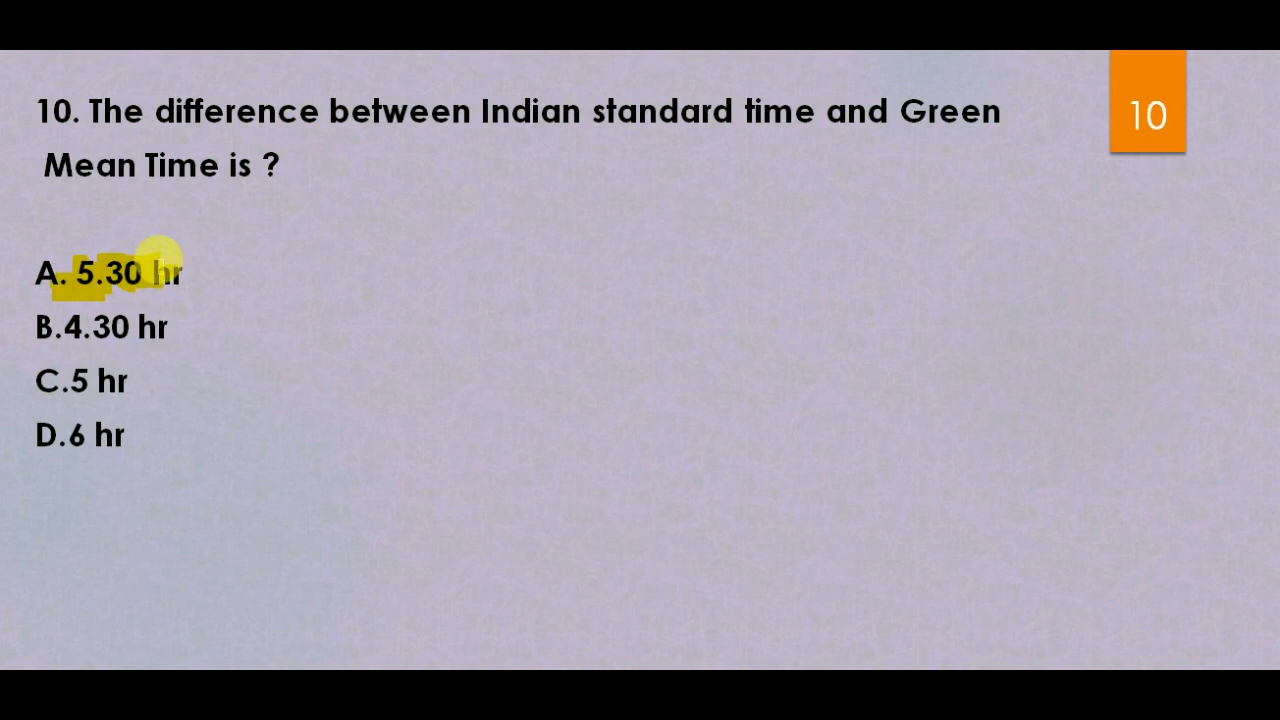 10. The difference between Indian standard time and Green
Mean Time is ?
10
A. 5.30 hr
B.4.30 hr
C.5 hr
D.6 hr